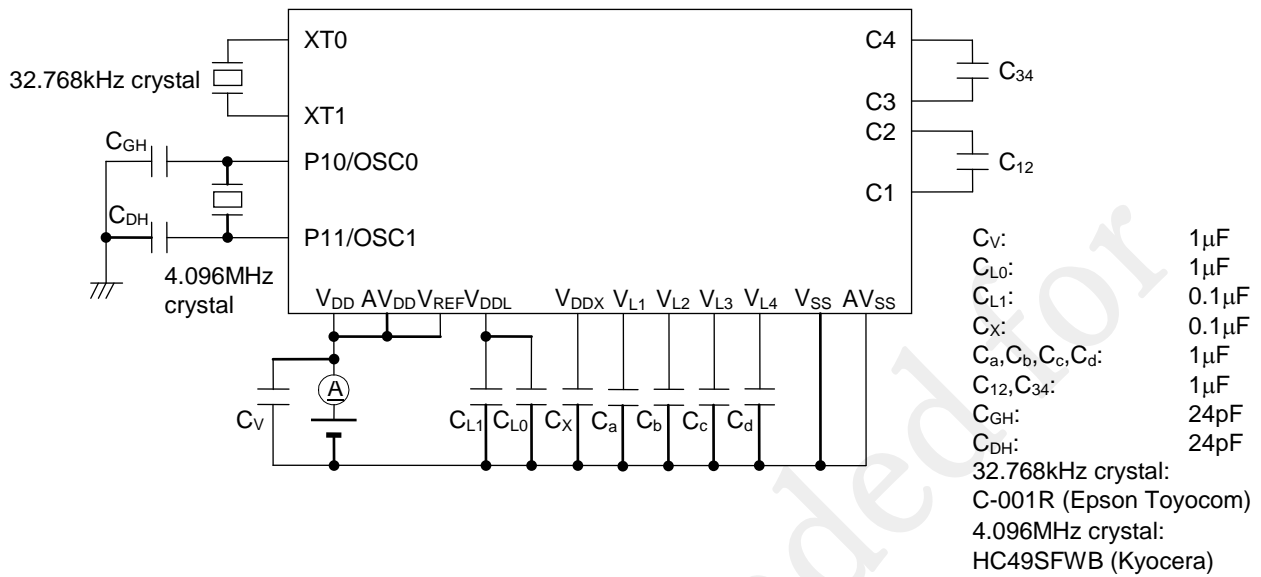 XT0
C4
32.768kHz crystal
C34
XT1
C3
CGH
C2
P10/OSC0
C12
C1
CDH
P11/OSC1
4.096MHz
crystal
VDD AVDD VREF VDDL VDDX VL1 VL2 VL3 VL4 VSS AVSS
A
CV CL1 CL0 CX Ca Cb Cc Cd
CV: 1μF
CL0: 1μF
CL1: 0.1μF
CX: 0.1μF
Ca,Cb,Cc,Cd: 1μF
C12,C34: 1μF
CGH: 24pF
CDH: 24pF
32.768kHz crystal:
C-001R (Epson Toyocom)
4.096MHz crystal:
HC49SFWB (Kyocera)
ded for